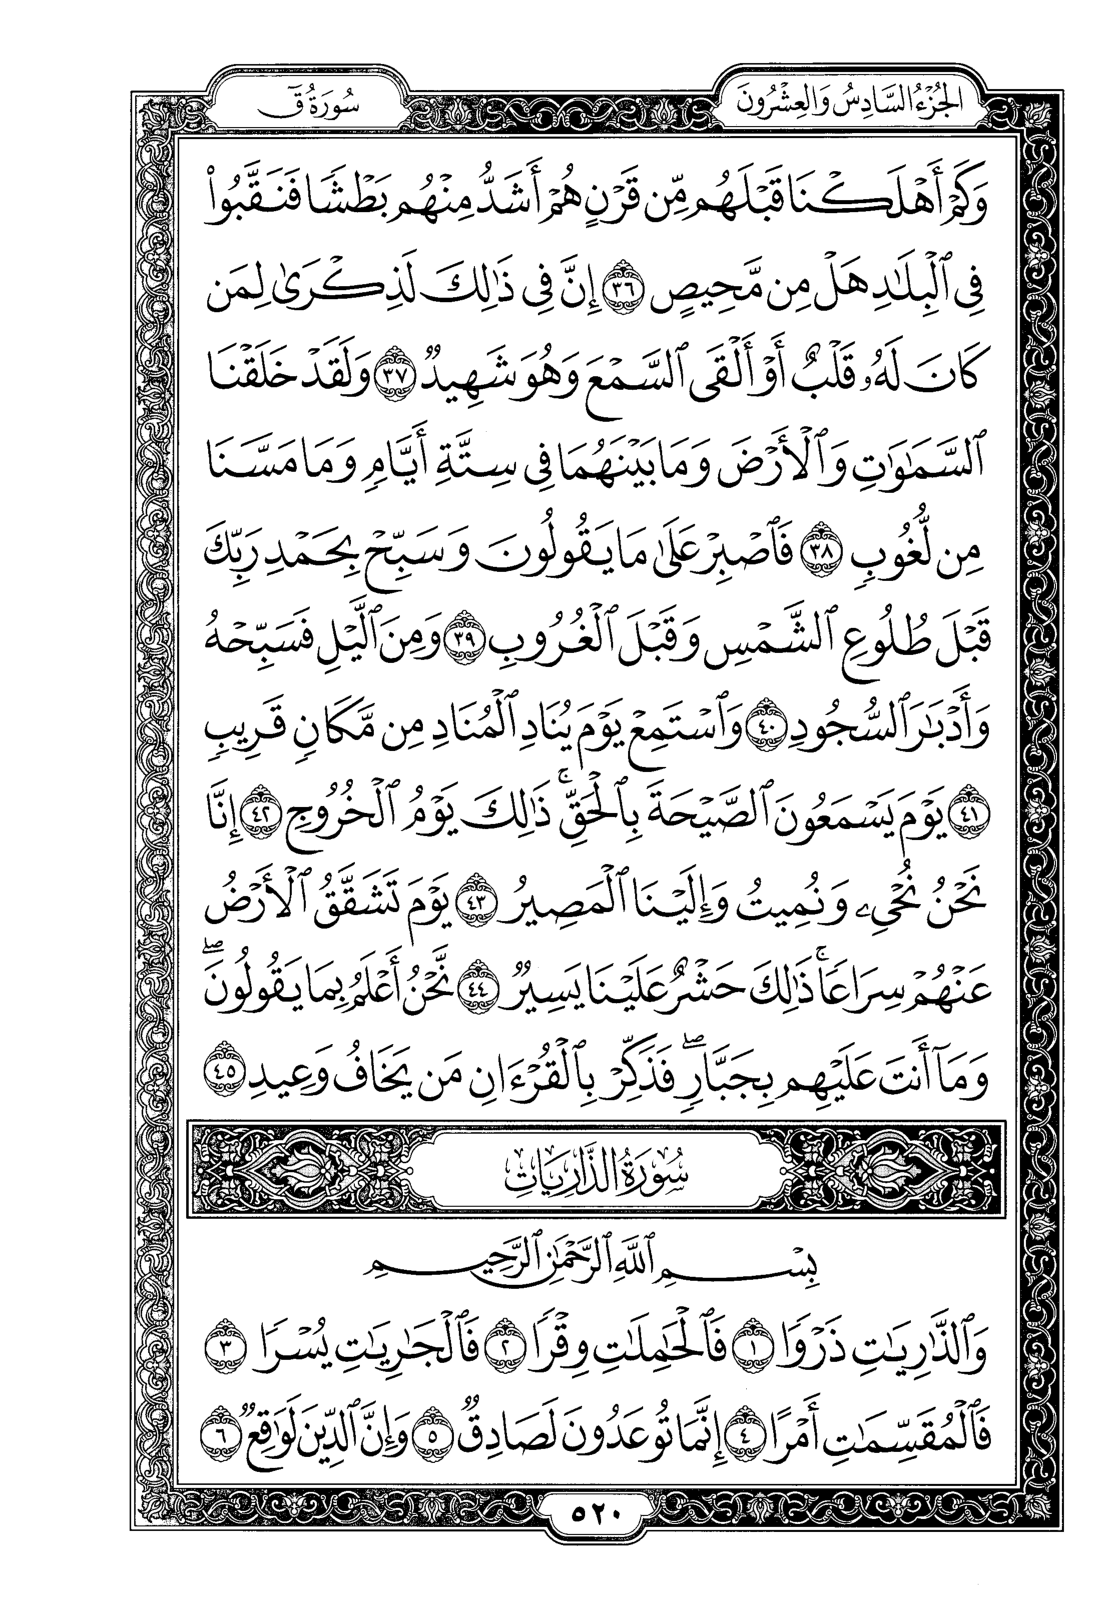 الجُزْءُ السَّادِسُ وَالعِشْرُونَ
سُورَةُ قٓ
وَكَمْ أَهْلَكْنَا قَبْلَهُم مِّن قَرْنٍ هُمْ أَشَدُّ مِنْهُم بَطْشًا فَنَقَّبُوا۟
فِى ٱلْبِلَٰدِ هَلْ مِن مَّحِيصٍ ٣٦ إِنَّ فِى ذَٰلِكَ لَذِكْرَىٰ لِمَن
كَانَ لَهُۥ قَلْبٌ أَوْ أَلْقَى ٱلسَّمْعَ وَهُوَ شَهِيدٌ ٣٧ وَلَقَدْ خَلَقْنَا
ٱلسَّمَٰوَٰتِ وَٱلْأَرْضَ وَمَا بَيْنَهُمَا فِى سِتَّةِ أَيَّامٍ وَمَا مَسَّنَا
مِن لُّغُوبٍ ٣٨ فَٱصْبِرْ عَلَىٰ مَا يَقُولُونَ وَسَبِّحْ بِحَمْدِ رَبِّكَ
قَبْلَ طُلُوعِ ٱلشَّمْسِ وَقَبْلَ ٱلْغُرُوبِ ٣٩ وَمِنَ ٱلَّيْلِ فَسَبِّحْهُ
وَأَدْبَٰرَ ٱلسُّجُودِ ٤٠ وَٱسْتَمِعْ يَوْمَ يُنَادِ ٱلْمُنَادِ مِن مَّكَانٍ قَرِيبٍ
٤١ يَوْمَ يَسْمَعُونَ ٱلصَّيْحَةَ بِٱلْحَقِّ ۚ ذَٰلِكَ يَوْمُ ٱلْخُرُوجِ ٤٢ إِنَّا
نَحْنُ نُحْىِۦ وَنُمِيتُ وَإِلَيْنَا ٱلْمَصِيرُ ٤٣ يَوْمَ تَشَقَّقُ ٱلْأَرْضُ
عَنْهُمْ سِرَاعًا ۚ ذَٰلِكَ حَشْرٌ عَلَيْنَا يَسِيرٌ ٤٤ نَّحْنُ أَعْلَمُ بِمَا يَقُولُونَ ۖ
وَمَآ أَنتَ عَلَيْهِم بِجَبَّارٍ ۖ فَذَكِّرْ بِٱلْقُرْءَانِ مَن يَخَافُ وَعِيدِ ٤٥
سُورَةُ الذَّارِيَاتِ
بِسْمِ ٱللَّهِ ٱلرَّحْمَٰنِ ٱلرَّحِيمِ
وَٱلذَّٰرِيَٰتِ ذَرْوًا ١ فَٱلْحَٰمِلَٰتِ وِقْرًا ٢ فَٱلْجَٰرِيَٰتِ يُسْرًا ٣
فَٱلْمُقَسِّمَٰتِ أَمْرًا ٤ إِنَّمَا تُوعَدُونَ لَصَادِقٌ ٥ وَإِنَّ ٱلدِّينَ لَوَٰقِعٌ ٦
٥٢٠